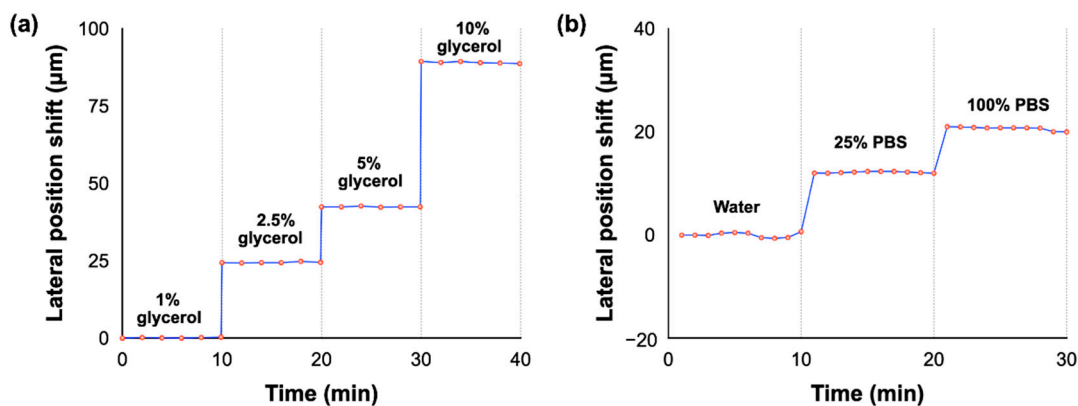 (a)
Lateral position shift (µm)
100
75
50
25
0
1%
glycerol
2.5%
glycerol
5%
glycerol
10%
glycerol
0 10 20 30 40
Time (min)
(b)
Lateral position shift (µm)
40
20
0
−20
Water
25% PBS
100% PBS
0 10 20 30
Time (min)